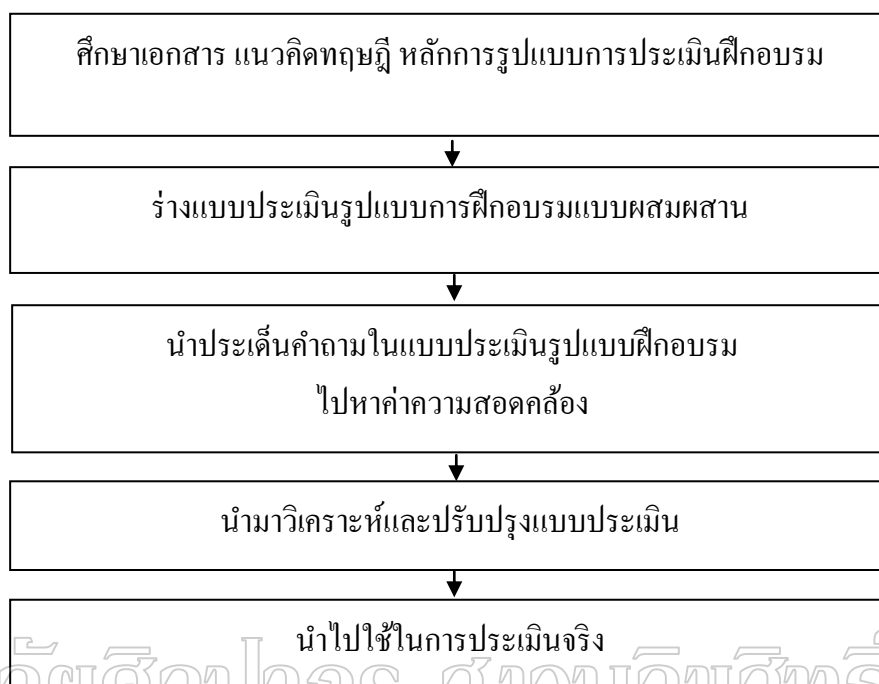 ศึกษาเอกสาร แนวคิดทฤษฎี หลักการรูปแบบการประเมินฝึกอบรม
ร่างแบบประเมินรูปแบบการฝึกอบรมแบบผสมผสาน
นำประเด็นคำถามในแบบประเมินรูปแบบฝึกอบรม
ไปหาค่าความสอดคล้อง
นำมาวิเคราะห์และปรับปรุงแบบประเมิน
นำไปใช้ในการประเมินจริง